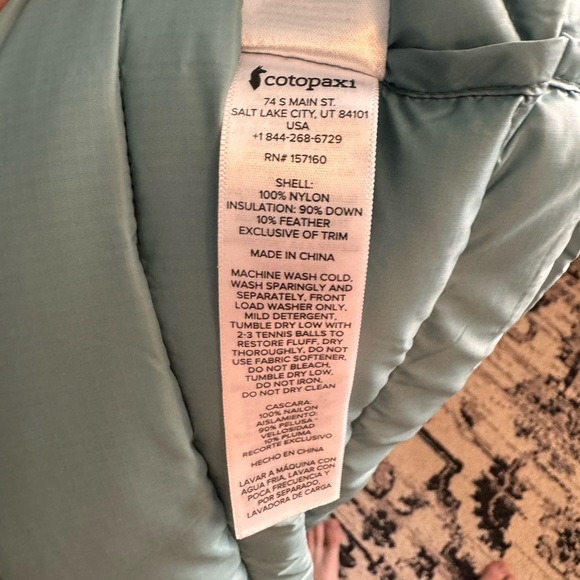 cotopaxi
74 S MAIN ST.
SALT LAKE CITY, UT 84101
USA
+1 844-268-6729
RN# 157160
SHELL:
100% NYLON
INSULATION: 90% DOWN
10% FEATHER
EXCLUSIVE OF TRIM
MADE IN CHINA
MACHINE WASH COLD,
WASH SPARINGLY AND
SEPARATELY, FRONT
LOAD WASHER ONLY,
MILD DETERGENT,
TUMBLE DRY LOW WITH
2-3 TENNIS BALLS TO
RESTORE FLUFF, DRY
THOROUGHLY, DO NOT
USE FABRIC SOFTENER,
DO NOT BLEACH,
TUMBLE DRY LOW,
DO NOT IRON,
DO NOT DRY CLEAN
CASCARA:
100% NAILON
AISLAMIENTO:
90% PELUSA -
VELLOSIDAD
10% PLUMA
RECORTE EXCLUSIVO
HECHO EN CHINA
LAVAR A MÁQUINA CON
AGUA FRIA, LAVAR CON
POCA FRECUENCIA Y
POR SEPARADO,
LAVADORA DE CARGA